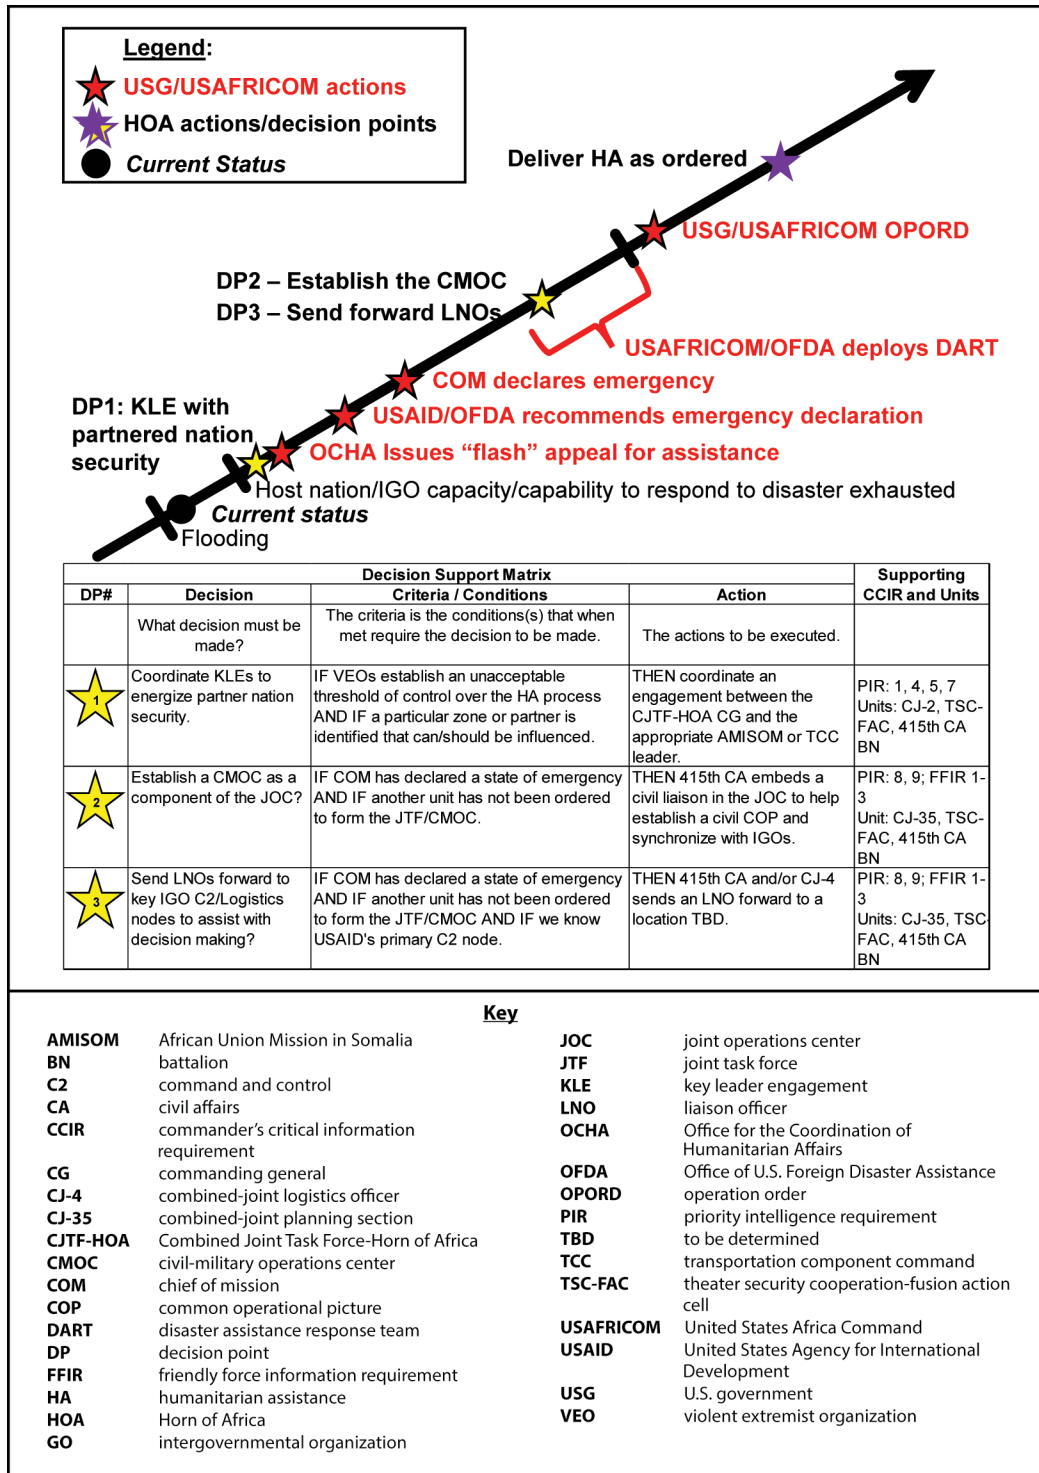 Legend:
USG/USAFRICOM actions
HOA actions/decision points
Current Status
Deliver HA as ordered
USG/USAFRICOM OPORD
DP2 – Establish the CMOC
DP3 – Send forward LNOs
USAFRICOM/OFDA deploys DART
COM declares emergency
DP1: KLE with
partnered nation
security
USAID/OFDA recommends emergency declaration
OCHA Issues “flash” appeal for assistance
Host nation/IGO capacity/capability to respond to disaster exhausted
Current status
Flooding
Decision Support Matrix
Supporting
CCIR and Units
DP# Decision Criteria / Conditions Action
What decision must be
made?
The criteria is the conditions(s) that when
met require the decision to be made.
The actions to be executed.
1
Coordinate KLEs to
energize partner nation
security.
IF VEOs establish an unacceptable
threshold of control over the HA process
AND IF a particular zone or partner is
identified that can/should be influenced.
THEN coordinate an
engagement between the
CJTF-HOA CG and the
appropriate AMISOM or TCC
leader.
PIR: 1, 4, 5, 7
Units: CJ-2, TSC-
FAC, 415th CA
BN
2
Establish a CMOC as a
component of the JOC?
IF COM has declared a state of emergency
AND IF another unit has not been ordered
to form the JTF/CMOC.
THEN 415th CA embeds a
civil liaison in the JOC to help
establish a civil COP and
synchronize with IGOs.
PIR: 8, 9; FFIR 1-
3
Unit: CJ-35, TSC-
FAC, 415th CA
BN
3
Send LNOs forward to
key IGO C2/Logistics
nodes to assist with
decision making?
IF COM has declared a state of emergency
AND IF another unit has not been ordered
to form the JTF/CMOC AND IF we know
USAID's primary C2 node.
THEN 415th CA and/or CJ-4
sends an LNO forward to a
location TBD.
PIR: 8, 9; FFIR 1-
3
Units: CJ-35, TSC-
FAC, 415th CA
BN
Key
AMISOM African Union Mission in Somalia
BN battalion
C2 command and control
CA civil affairs
CCIR commander’s critical information
requirement
CG commanding general
CJ-4 combined-joint logistics officer
CJ-35 combined-joint planning section
CJTF-HOA Combined Joint Task Force-Horn of Africa
CMOC civil-military operations center
COM chief of mission
COP common operational picture
DART disaster assistance response team
DP decision point
FFIR friendly force information requirement
HA humanitarian assistance
HOA Horn of Africa
GO intergovernmental organization
JOC joint operations center
JTF joint task force
KLE key leader engagement
LNO liaison officer
OCHA Office for the Coordination of
Humanitarian Affairs
OFDA Office of U.S. Foreign Disaster Assistance
OPORD operation order
PIR priority intelligence requirement
TBD to be determined
TCC transportation component command
TSC-FAC theater security cooperation-fusion action
cell
USAFRICOM United States Africa Command
USAID United States Agency for International
Development
USG U.S. government
VEO violent extremist organization